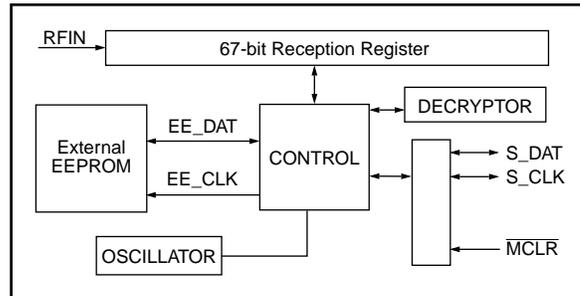 RFIN
67-bit Reception Register
DECRYPTOR
EE_DAT
External
EEPROM
CONTROL
S_DAT
EE_CLK
S_CLK
MCLR
OSCILLATOR